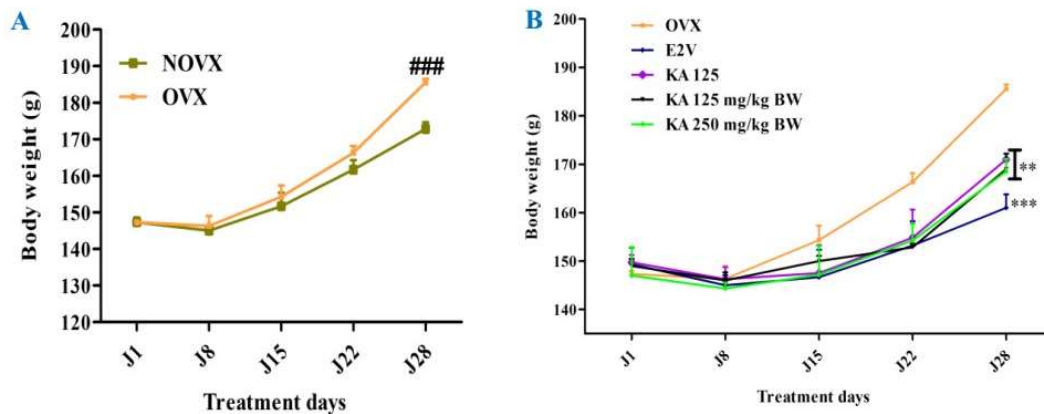 A
200
190
180
170
160
150
140
130
120
Body weight (g)
NOVX
OVX
###
J1
J8
J15
J22
J28
Treatment days
B
200
190
180
170
160
150
140
Body weight (g)
OVX
E2V
KA 125
KA 125 mg/kg BW
KA 250 mg/kg BW
**
***
J1
J8
J15
J22
J28
Treatment days